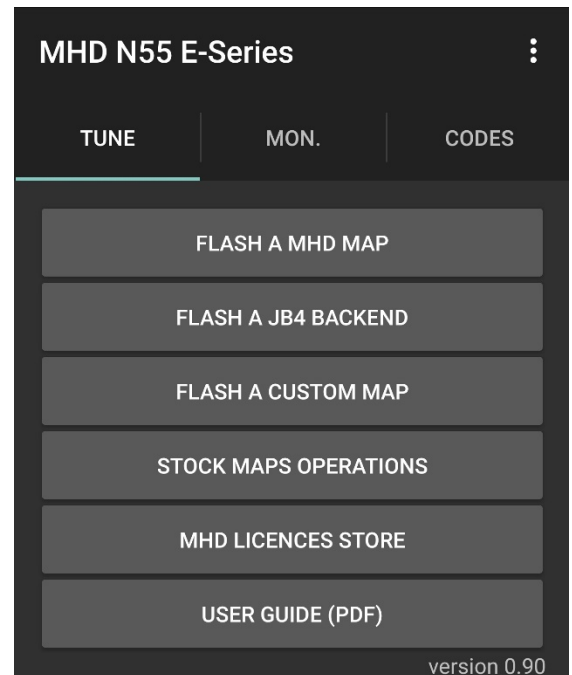 MHD N55 E-Series
TUNE MON. CODES
FLASH A MHD MAP
FLASH A JB4 BACKEND
FLASH A CUSTOM MAP
STOCK MAPS OPERATIONS
MHD LICENCES STORE
USER GUIDE (PDF)
version 0.90